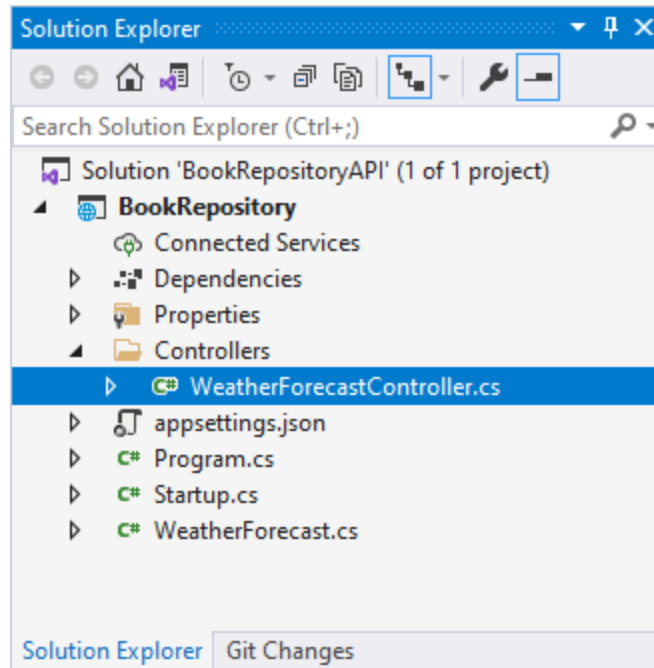 Solution Explorer
Search Solution Explorer (Ctrl+;)
Solution 'BookRepositoryAPI' (1 of 1 project)
BookRepository
Connected Services
Dependencies
Properties
Controllers
C# WeatherForecastController.cs
appsettings.json
C# Program.cs
C# Startup.cs
C# WeatherForecast.cs
Solution Explorer Git Changes